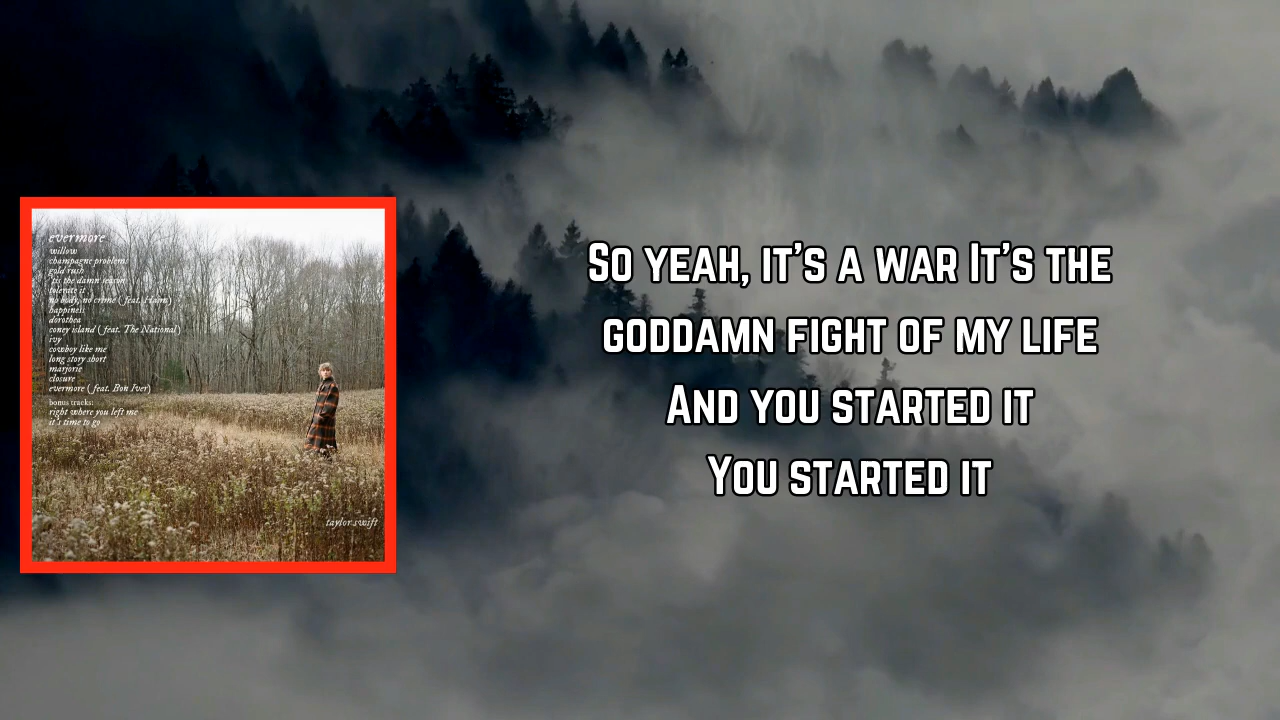 evermore
willow
champagne problems
gold rush
'tis the damn season
tolerate it
no body, no crime ( feat. Haim)
happiness
dorothea
coney island ( feat. The National)
ivy
cowboy like me
long story short
marjorie
closure
evermore ( feat. Bon Iver)
bonus tracks:
right where you left me
it's time to go
taylor swift
So yeah, it's a war It's the
goddamn fight of my life
And you started it
You started it